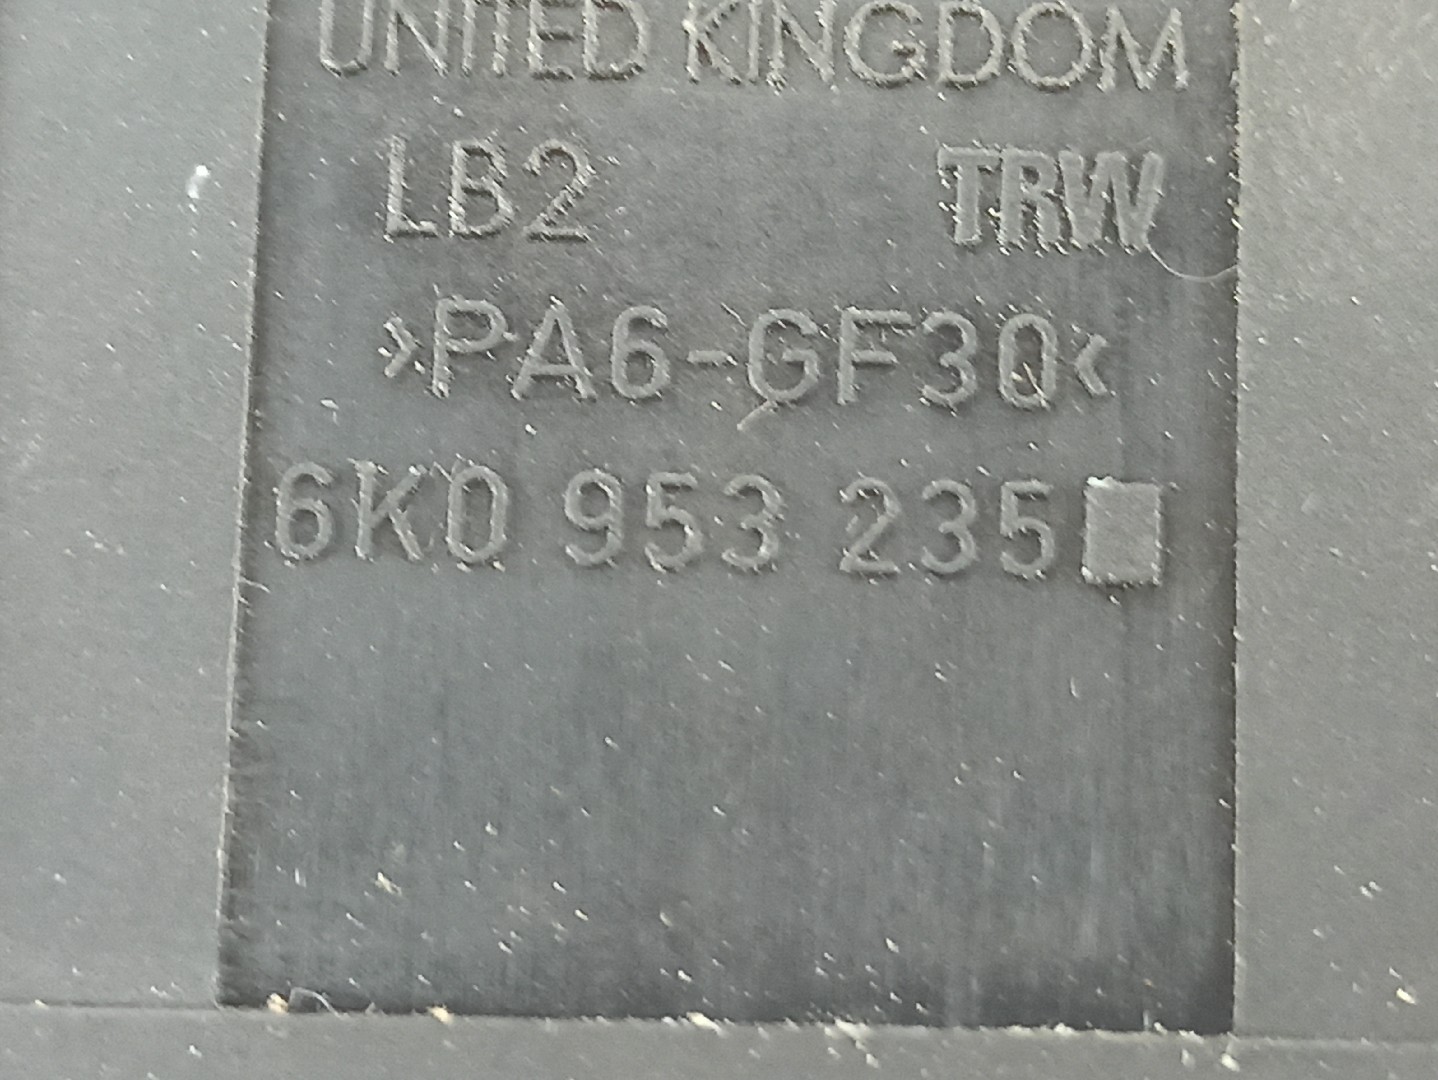 UNITED KINGDOM
LB2 TRW
>PA6-GF30<
6K0 953 235